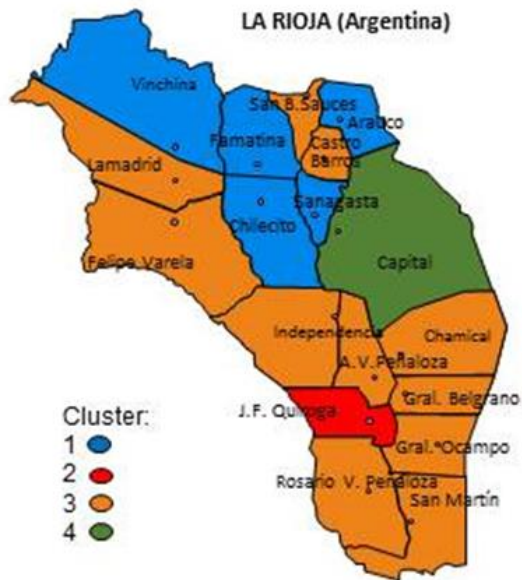 LA RIOJA (Argentina)
Vinchina
San B.Sauces
Arauco
Famatina
Castro
Barros
Lamadrid
Sanagasta
Chilecito
Felipe Varela
Capital
Independencia
Chamical
A.V.Peñaloza
Gral. Belgrano
J.F. Quiroga
Gral. Ocampo
Rosario V. Peñaloza
San Martín
Cluster:
1
2
3
4